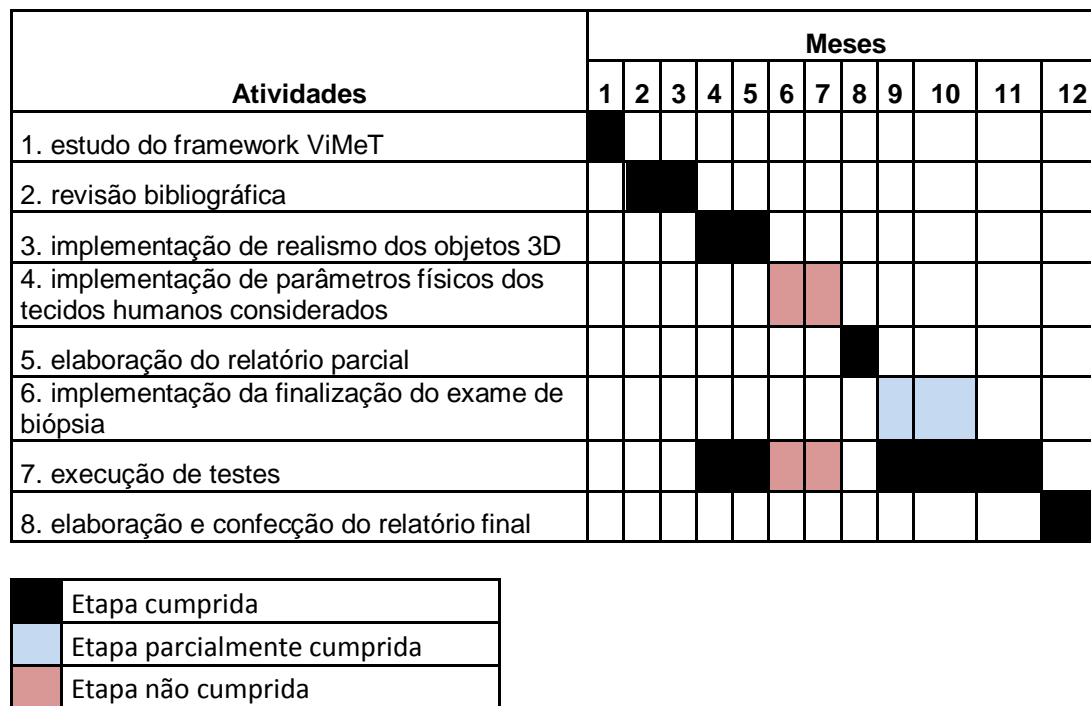 Meses
Atividades
1 2 3 4 5 6 7 8 9 10 11 12
1. estudo do framework ViMeT
2. revisão bibliográfica
3. implementação de realismo dos objetos 3D
4. implementação de parâmetros físicos dos
tecidos humanos considerados
5. elaboração do relatório parcial
6. implementação da finalização do exame de
biópsia
7. execução de testes
8. elaboração e confecção do relatório final
Etapa cumprida
Etapa parcialmente cumprida
Etapa não cumprida